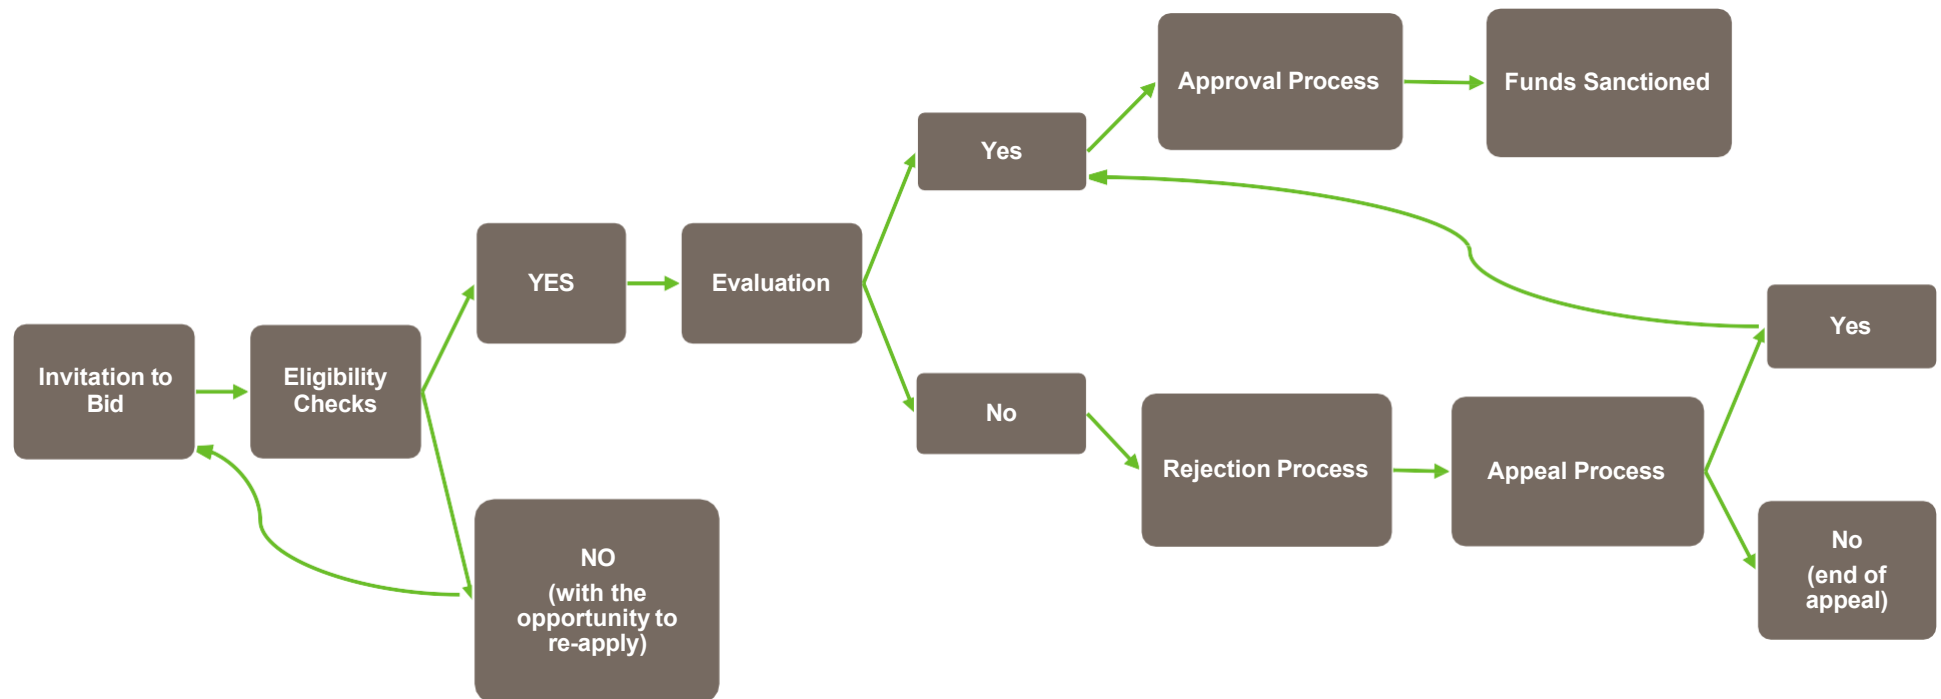 Invitation to
Bid
Eligibility
Checks
YES
NO
(with the
opportunity to
re-apply)
Evaluation
Yes
No
Approval Process
Funds Sanctioned
Rejection Process
Appeal Process
Yes
No
(end of
appeal)